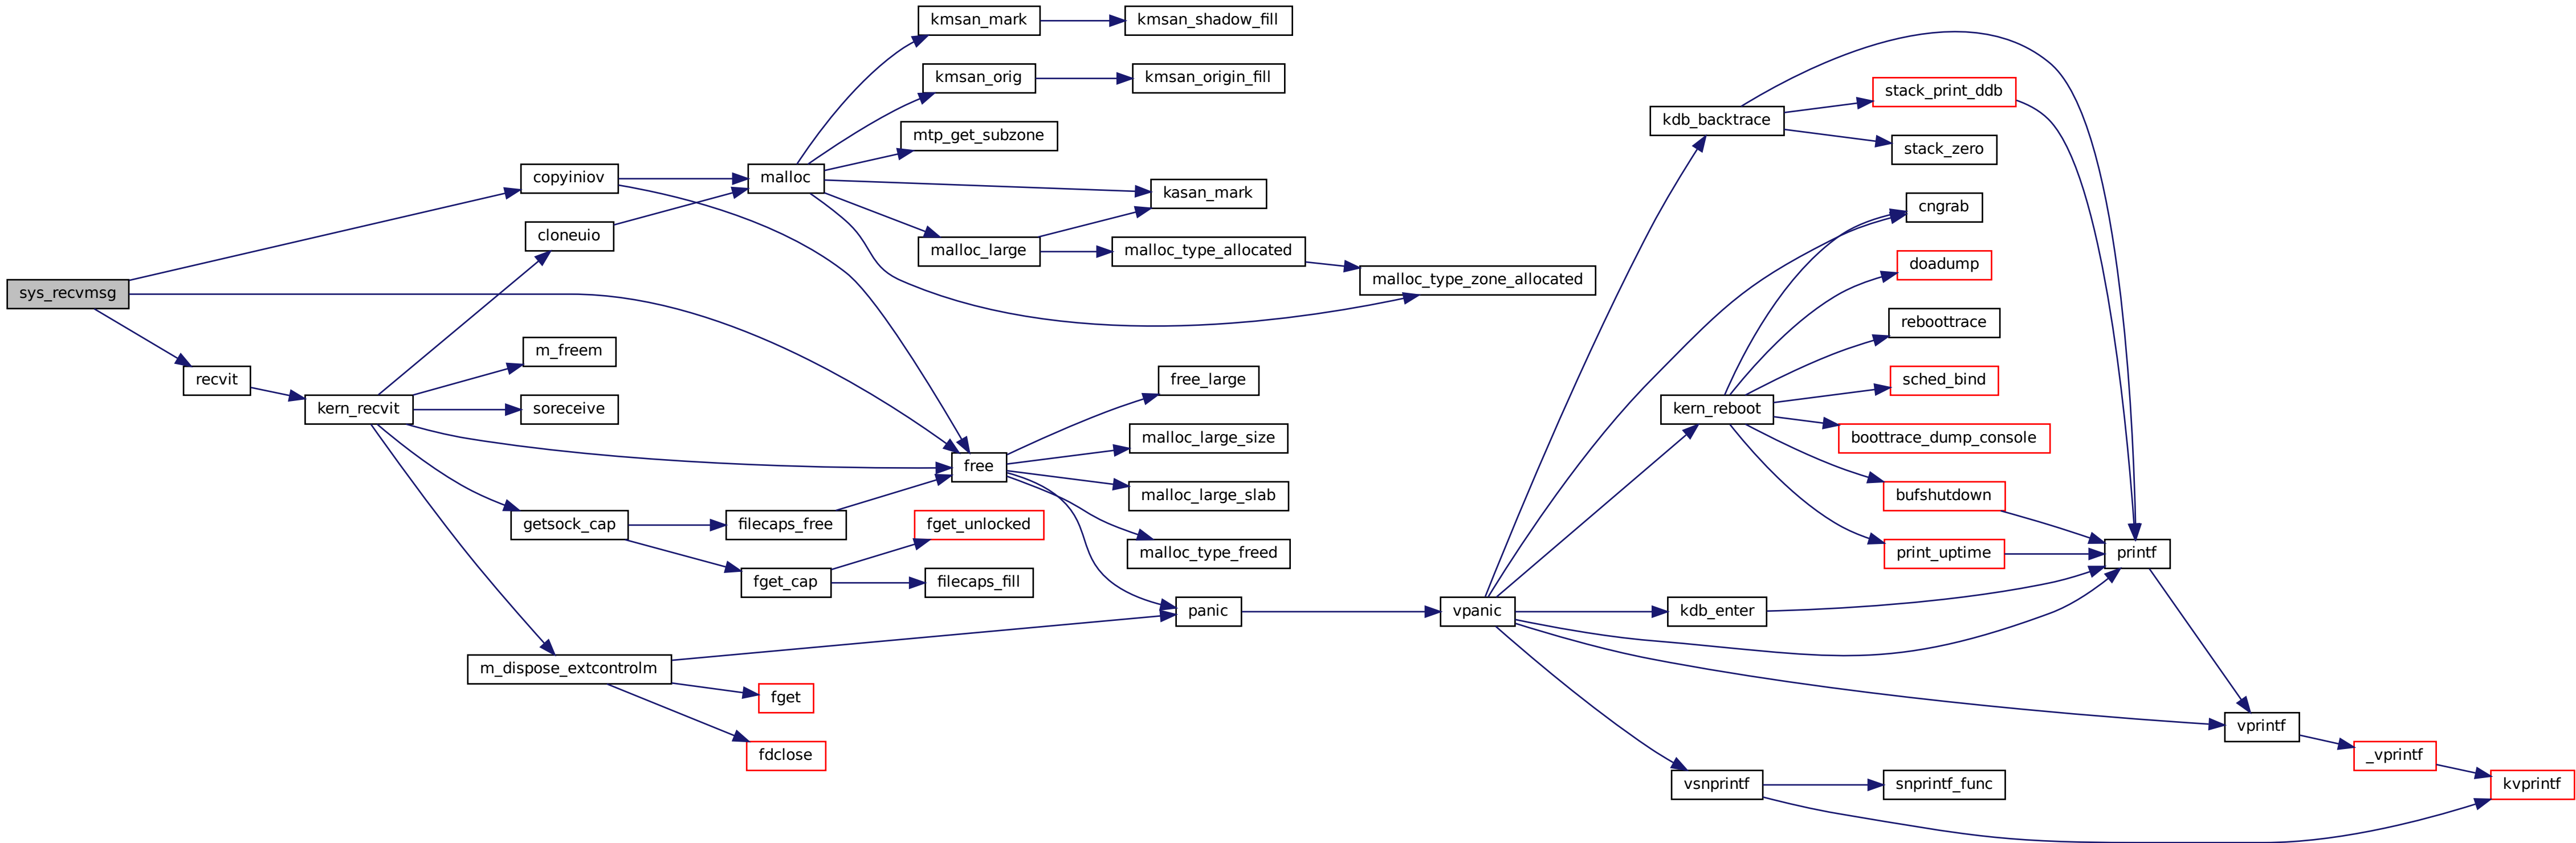 sys_recvmsg
copyiniov
cloneuio
recvit
kern_recvit
m_freem
soreceive
getsock_cap
m_dispose_extcontrolm
malloc
kmsan_mark
kmsan_shadow_fill
kmsan_orig
kmsan_origin_fill
mtp_get_subzone
kasan_mark
malloc_large
malloc_type_allocated
malloc_type_zone_allocated
free
free_large
malloc_large_size
malloc_large_slab
malloc_type_freed
filecaps_free
fget_cap
fget_unlocked
filecaps_fill
fget
fdclose
panic
vpanic
kdb_backtrace
stack_print_ddb
stack_zero
cngrab
doadump
reboottrace
sched_bind
kern_reboot
boottrace_dump_console
bufshutdown
print_uptime
kdb_enter
printf
vprintf
_vprintf
kvprintf
vsnprintf
snprintf_func